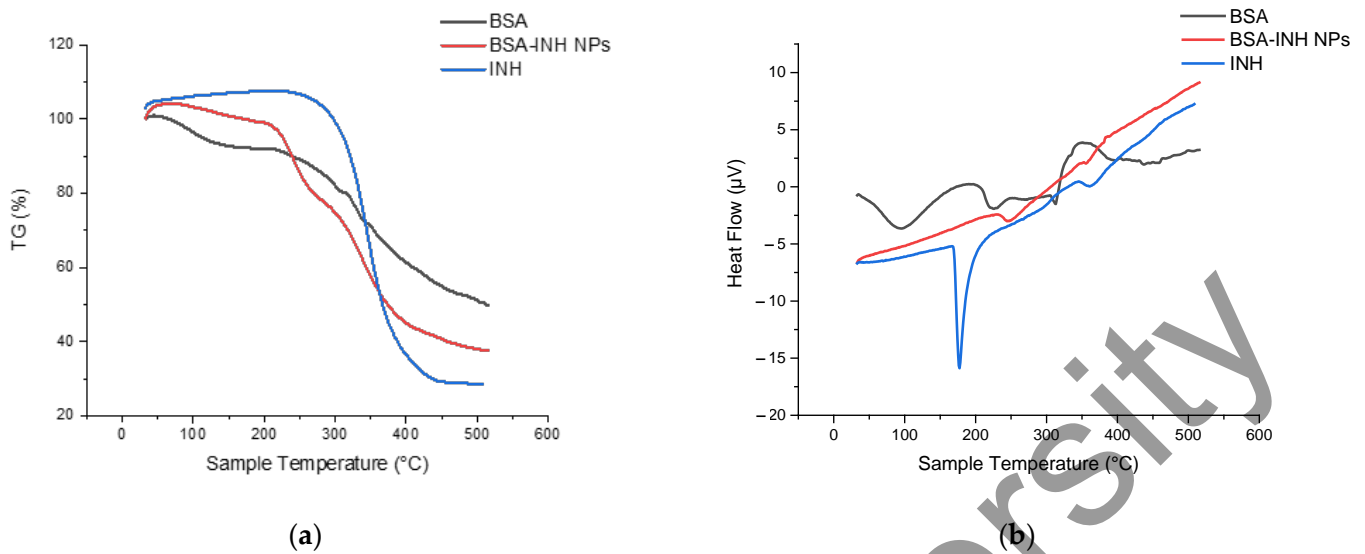 BSA
BSA-INH NPs
INH
120
100
80
60
40
20
TG (%)
0 100 200 300 400 500 600
Sample Temperature (°C)
(a)
BSA
BSA-INH NPs
INH
10
5
0
−5
−10
−15
−20
Heat Flow (µV)
0 100 200 300 400 500 600
Sample Temperature (°C)
(b)
ersity